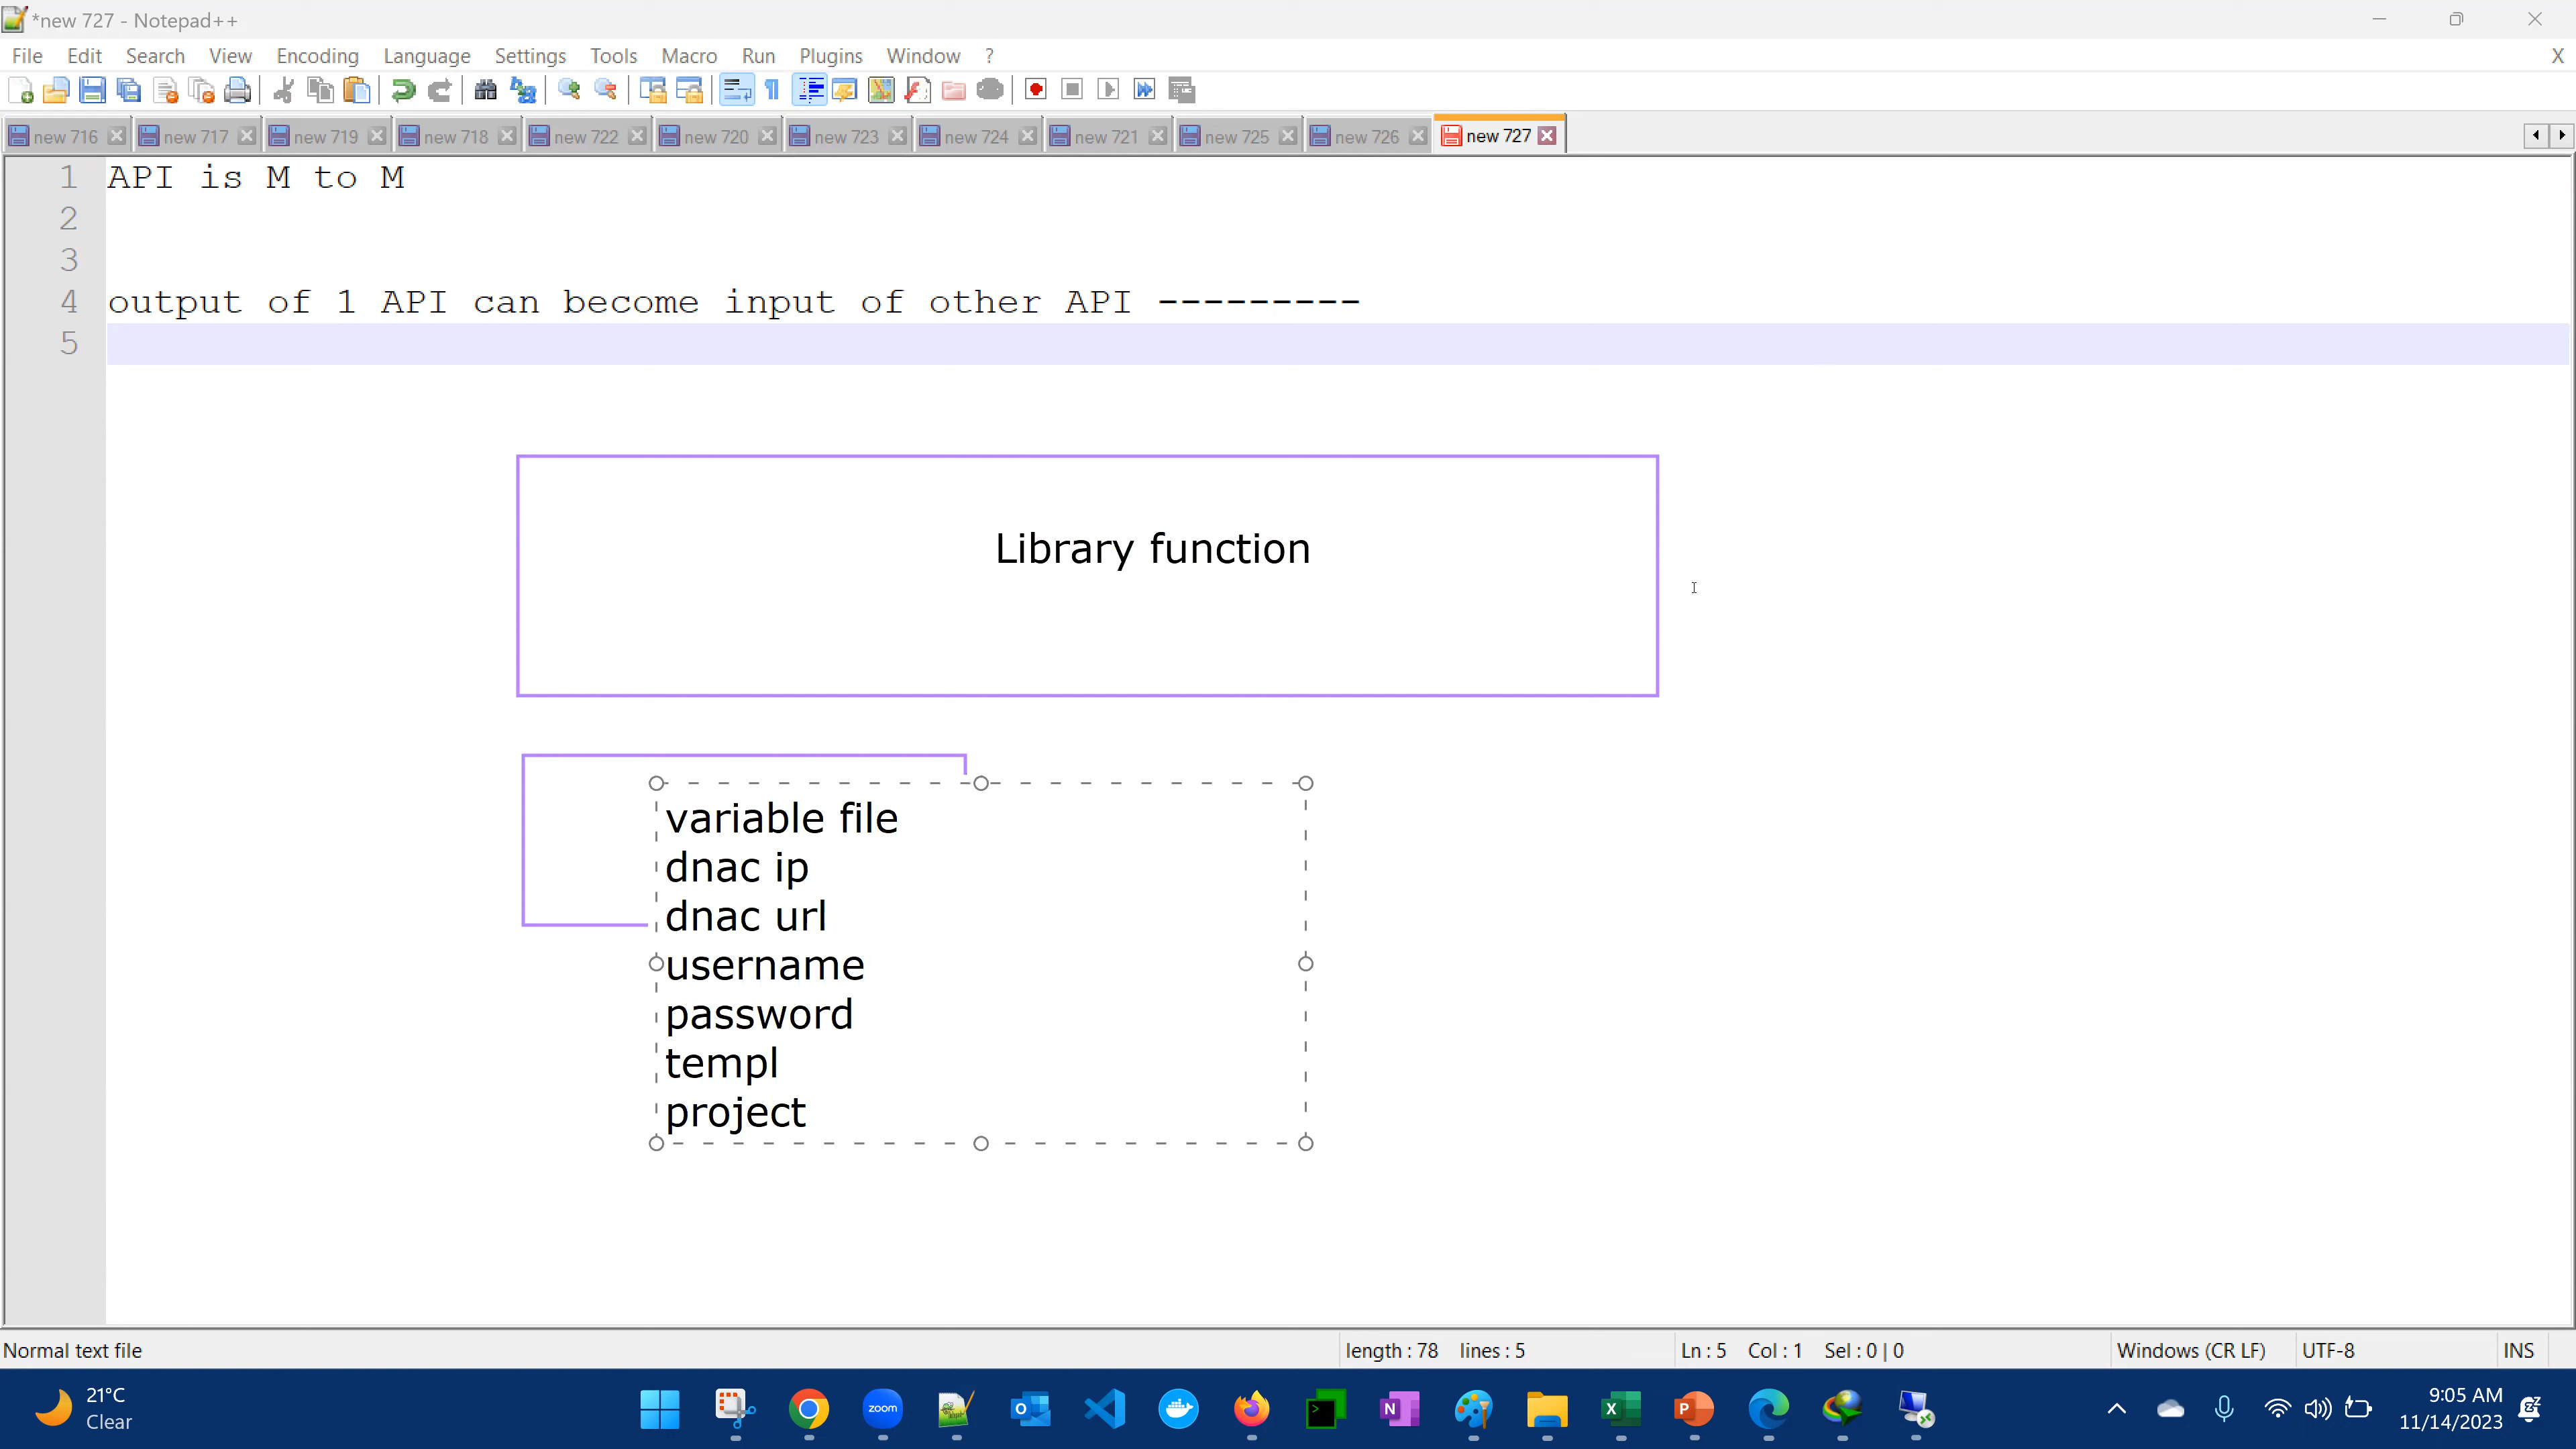 *new 727 - Notepad++
File Edit Search View Encoding Language Settings Tools Macro Run Plugins Window ? X
new 716 new 717 new 719 new 718 new 722 new 720 new 723 new 724 new 721 new 725 new 726 new 727
1 API is M to M
2
3
4 output of 1 API can become input of other API ---------
5
Library function
variable file
dnac ip
dnac url
username
password
templ
project
Normal text file length : 78 lines : 5 Ln : 5 Col : 1 Sel : 0 | 0 Windows (CR LF) UTF-8 INS
21°C
Clear
zoom
9:05 AM
11/14/2023